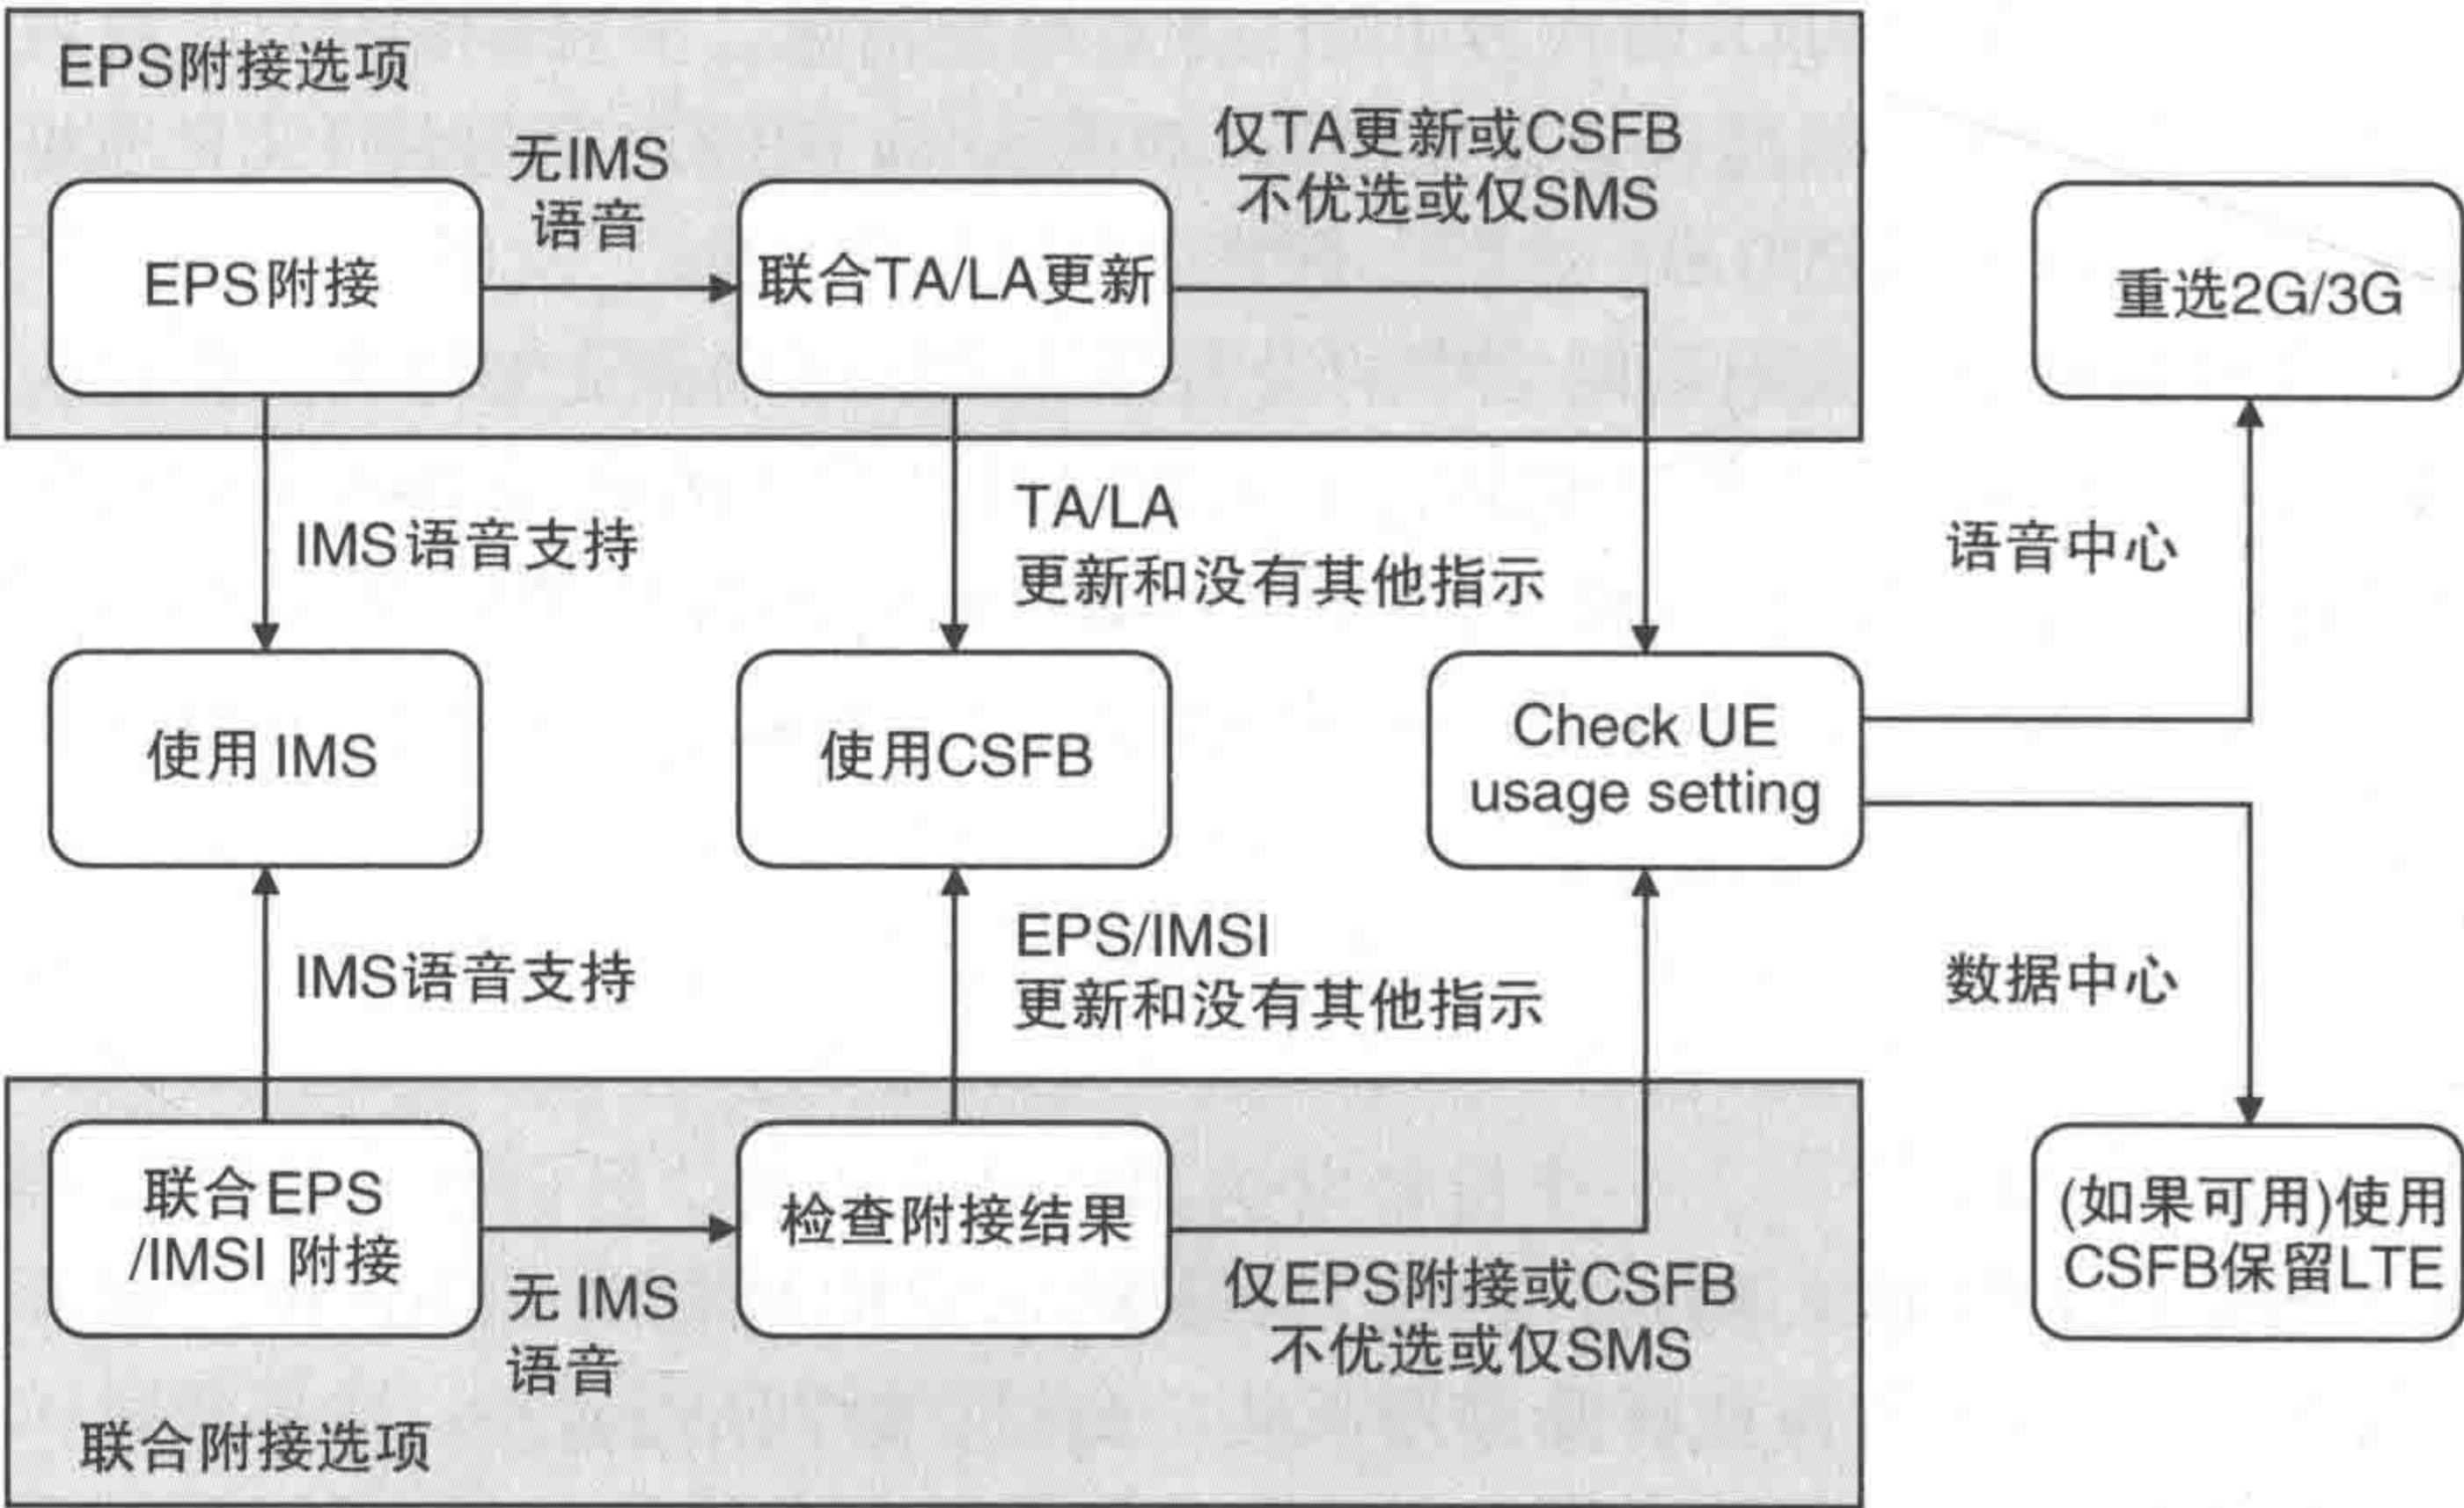 EPS附接选项
无IMS
语音
仅TA更新或CSFB
不优选或仅SMS
EPS附接
联合TA/LA更新
重选2G/3G
IMS语音支持
TA/LA
更新和没有其他指示
语音中心
使用 IMS
使用CSFB
Check UE
usage setting
IMS语音支持
EPS/IMSI
更新和没有其他指示
数据中心
联合EPS
/IMSI 附接
无 IMS
语音
检查附接结果
仅EPS附接或CSFB
不优选或仅SMS
(如果可用)使用
CSFB保留LTE
联合附接选项